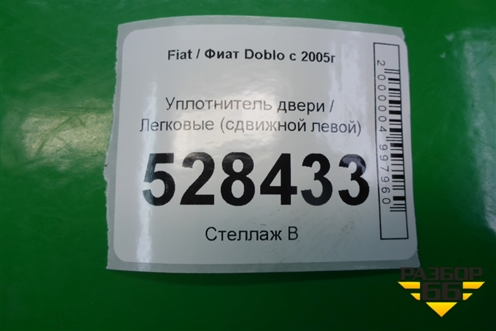 Fiat / Фиат Doblo с 2005г
Уплотнитель двери /
Легковые (сдвижной левой)
528433
Стеллаж В
2000004997960
РАЗБОР
66